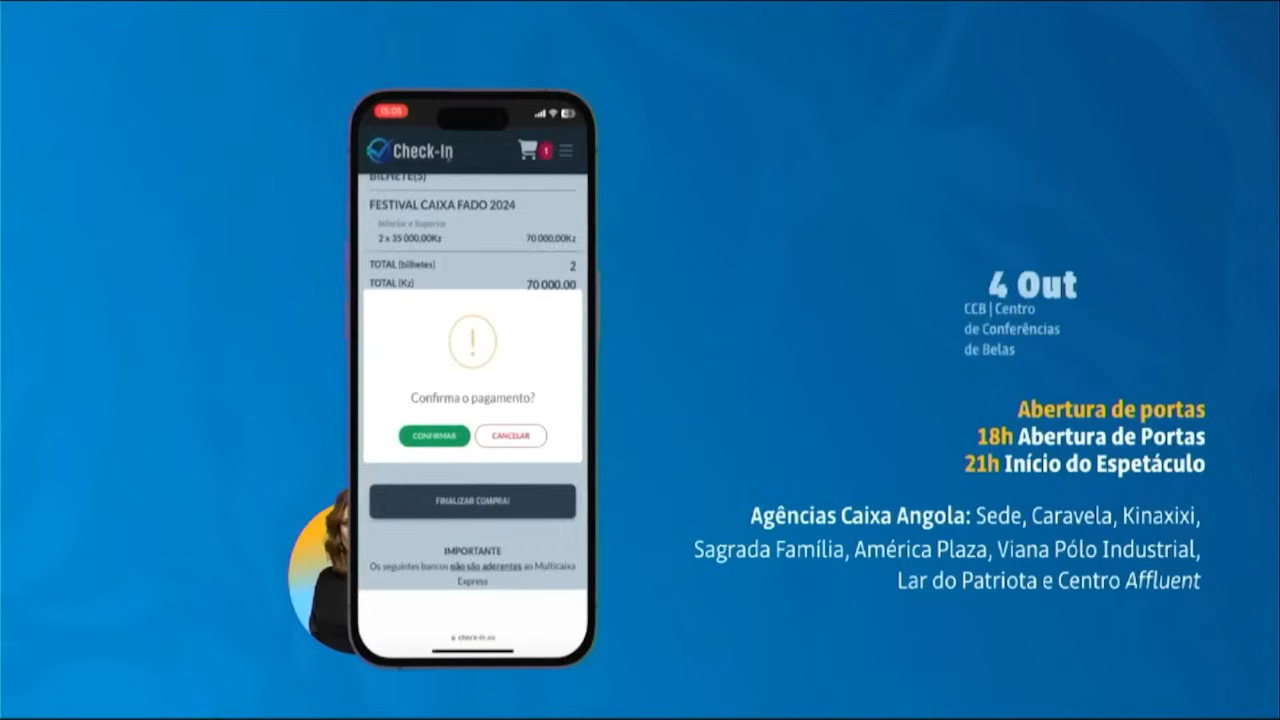 15:05
Check-In
1
BILHETE(S)
FESTIVAL CAIXA FADO 2024
Inferior e Superior
2 x 35 000,00Kz 70 000,00Kz
TOTAL (bilhetes) 2
TOTAL (Kz) 70 000.00
Confirma o pagamento?
CONFIRMAR CANCELAR
FINALIZAR COMPRA!
IMPORTANTE
Os seguintes bancos não são aderentes ao Multicaixa
Express
4 Out
CCB | Centro
de Conferências
de Belas
Abertura de portas
18h Abertura de Portas
21h Início do Espetáculo
Agências Caixa Angola: Sede, Caravela, Kinaxixi,
Sagrada Família, América Plaza, Viana Pólo Industrial,
Lar do Patriota e Centro Affluent